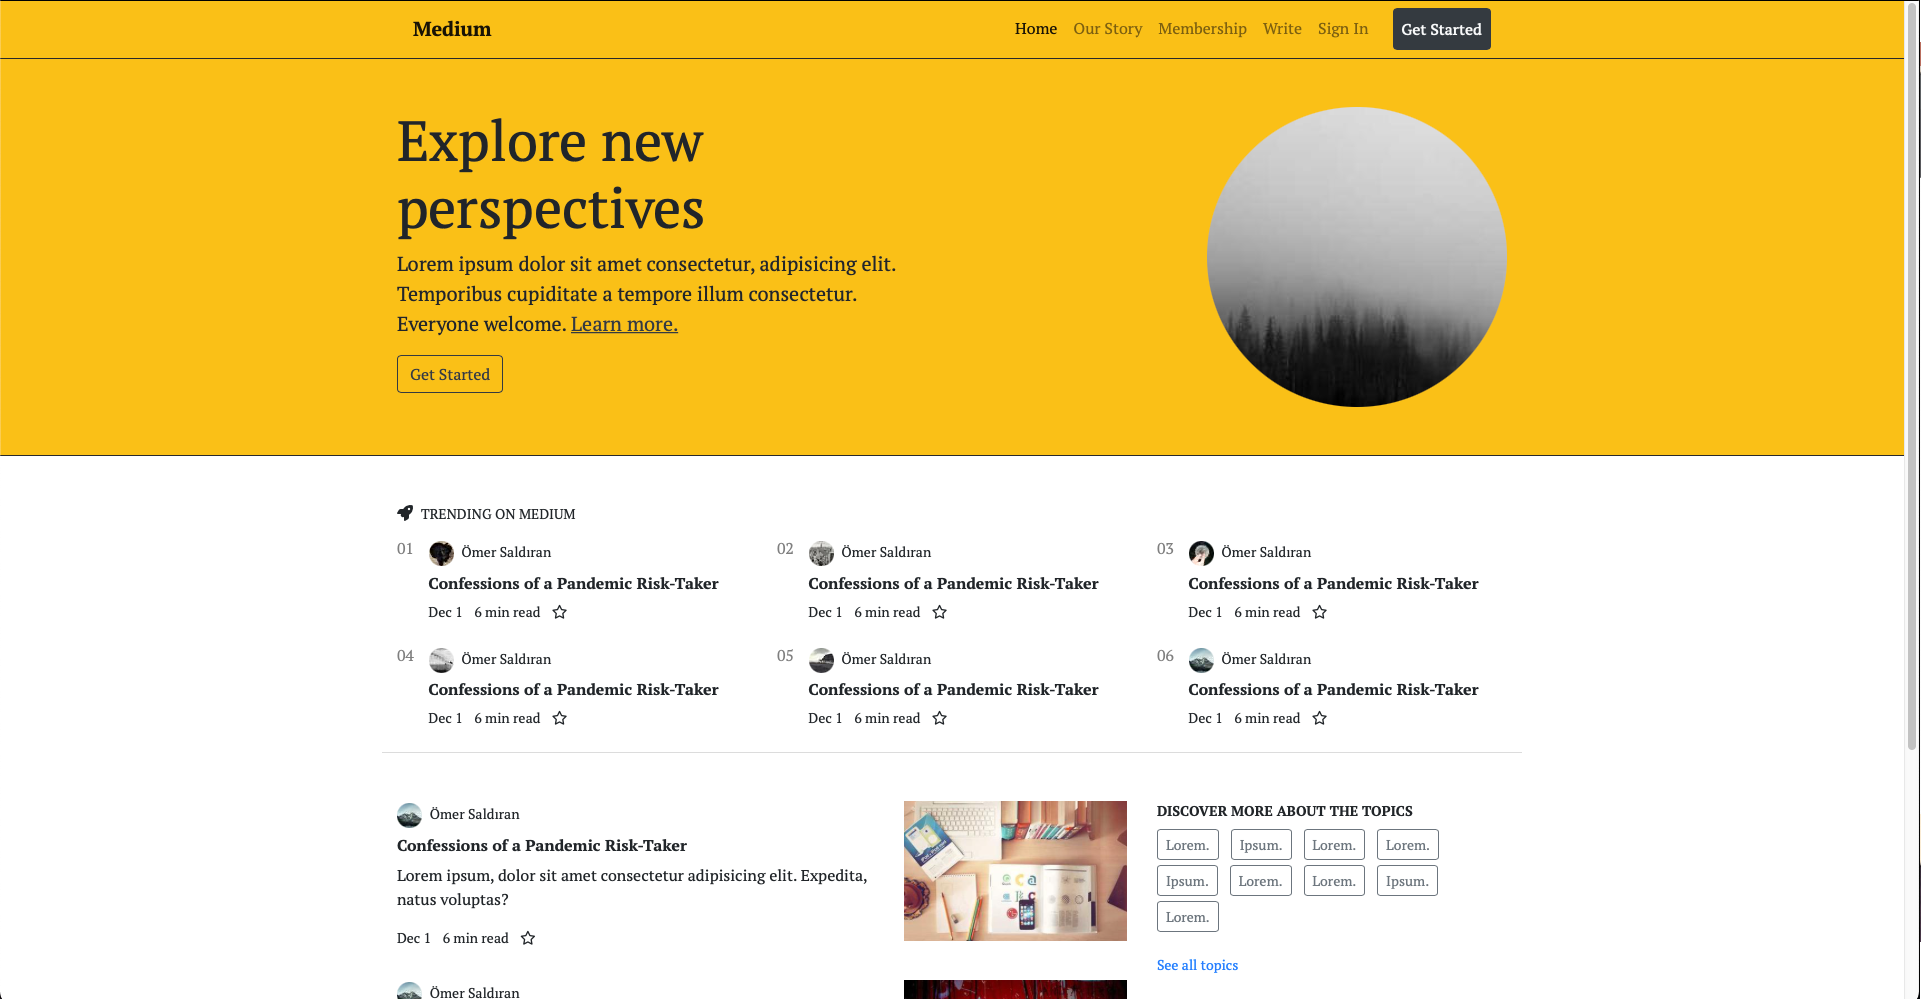 Medium
Home Our Story Membership Write Sign In Get Started
Explore new
perspectives
Lorem ipsum dolor sit amet consectetur, adipisicing elit.
Temporibus cupiditate a tempore illum consectetur.
Everyone welcome. Learn more.
Get Started
TRENDING ON MEDIUM
01 Ömer Saldıran
Confessions of a Pandemic Risk-Taker
Dec 1 6 min read
02 Ömer Saldıran
Confessions of a Pandemic Risk-Taker
Dec 1 6 min read
03 Ömer Saldıran
Confessions of a Pandemic Risk-Taker
Dec 1 6 min read
04 Ömer Saldıran
Confessions of a Pandemic Risk-Taker
Dec 1 6 min read
05 Ömer Saldıran
Confessions of a Pandemic Risk-Taker
Dec 1 6 min read
06 Ömer Saldıran
Confessions of a Pandemic Risk-Taker
Dec 1 6 min read
Ömer Saldıran
Confessions of a Pandemic Risk-Taker
Lorem ipsum, dolor sit amet consectetur adipisicing elit. Expedita,
natus voluptas?
Dec 1 6 min read
Ömer Saldıran
DISCOVER MORE ABOUT THE TOPICS
Lorem. Ipsum. Lorem. Lorem.
Ipsum. Lorem. Lorem. Ipsum.
Lorem.
See all topics